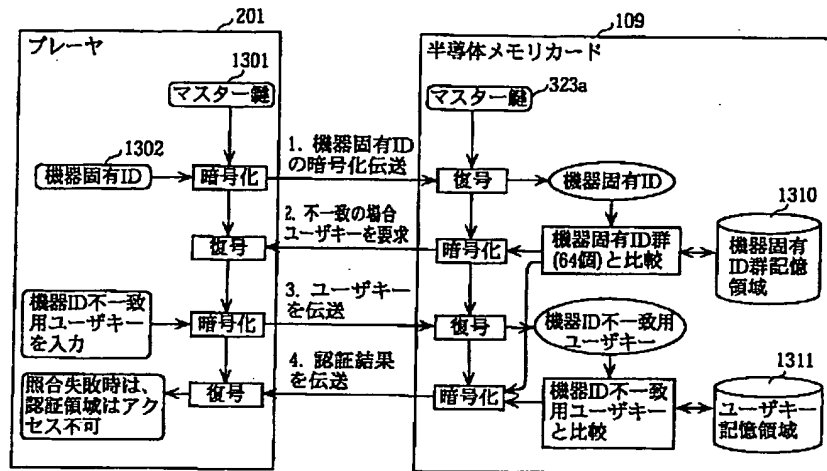 201
プレーヤ
1301
マスター鍵
1302
機器固有ID
暗号化
復号
機器ID不一致
用ユーザキー
を入力
暗号化
照合失敗時は、
認証領域はアク
セス不可
復号
1. 機器固有ID
の暗号化伝送
2. 不一致の場合
ユーザキーを要求
3. ユーザキー
を伝送
4. 認証結果
を伝送
109
半導体メモリカード
マスター鍵
323a
復号
機器固有ID
暗号化
機器固有ID群
(64個)と比較
1310
機器固有
ID群記憶
領域
復号
機器ID不一致用
ユーザキー
暗号化
機器ID不一致
用ユーザキー
と比較
1311
ユーザキー
記憶領域